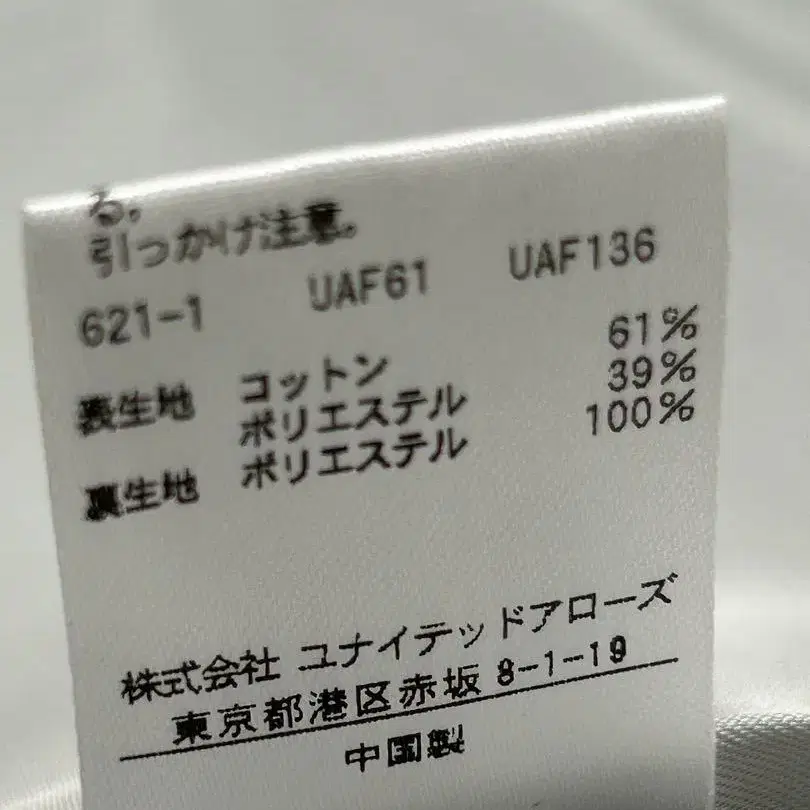 る。
引っかけ注意。
621-1 UAF61 UAF136
表生地 コットン 61%
ポリエステル 39%
裏生地 ポリエステル 100%
株式会社 ユナイテッドアローズ
東京都港区赤坂 8-1-19
中国製